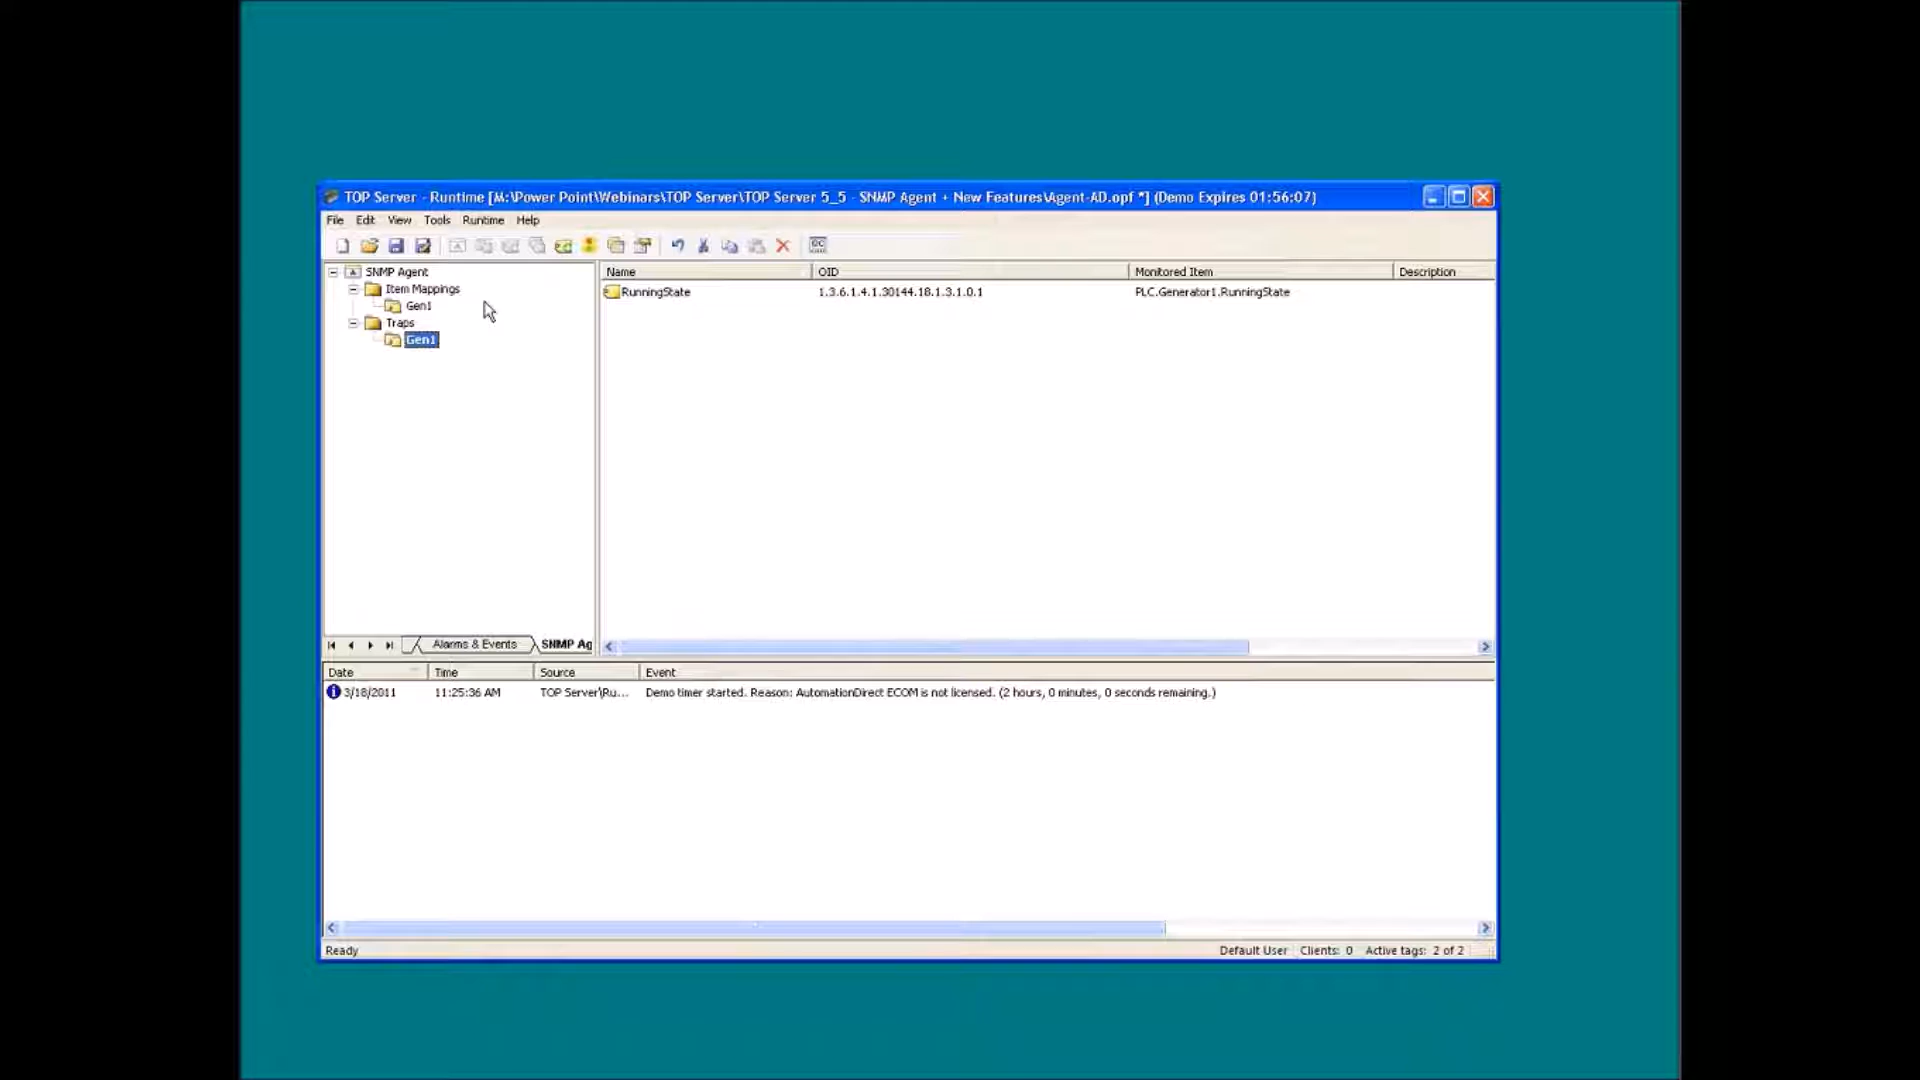 TOP Server - Runtime [M:\Power Point\Webinars\TOP Server\TOP Server 5_5 - SNMP Agent + New Features\Agent-AD.opf *] (Demo Expires 01:56:07)
File Edit View Tools Runtime Help
SNMP Agent
Item Mappings
Gen1
Traps
Gen1
Name OID Monitored Item Description
RunningState 1.3.6.1.4.1.30144.18.1.3.1.0.1 PLC.Generator1.RunningState
Alarms & Events SNMP Ag
Date Time Source Event
3/18/2011 11:25:36 AM TOP Server\Ru... Demo timer started. Reason: AutomationDirect ECOM is not licensed. (2 hours, 0 minutes, 0 seconds remaining.)
Ready Default User Clients: 0 Active tags: 2 of 2